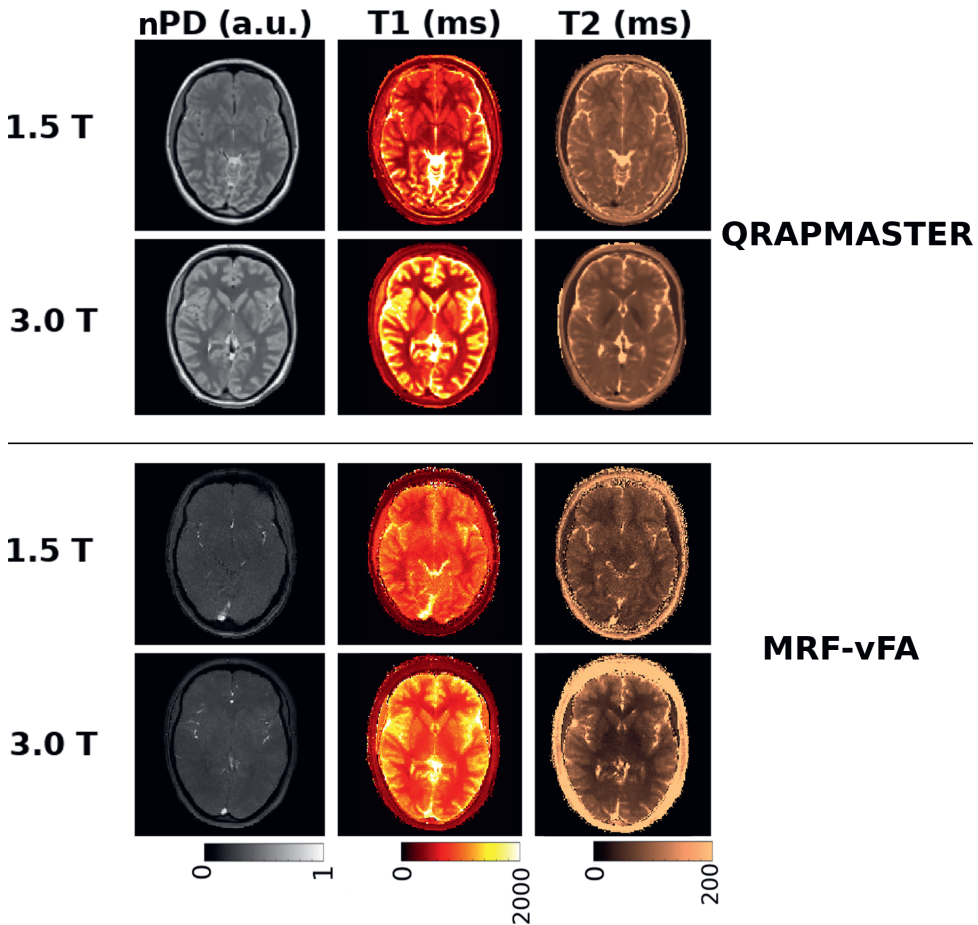 nPD (a.u.) T1 (ms) T2 (ms)
1.5 T
QRAPMASTER
3.0 T
1.5 T
MRF-vFA
3.0 T
0 1 0 2000 0 200